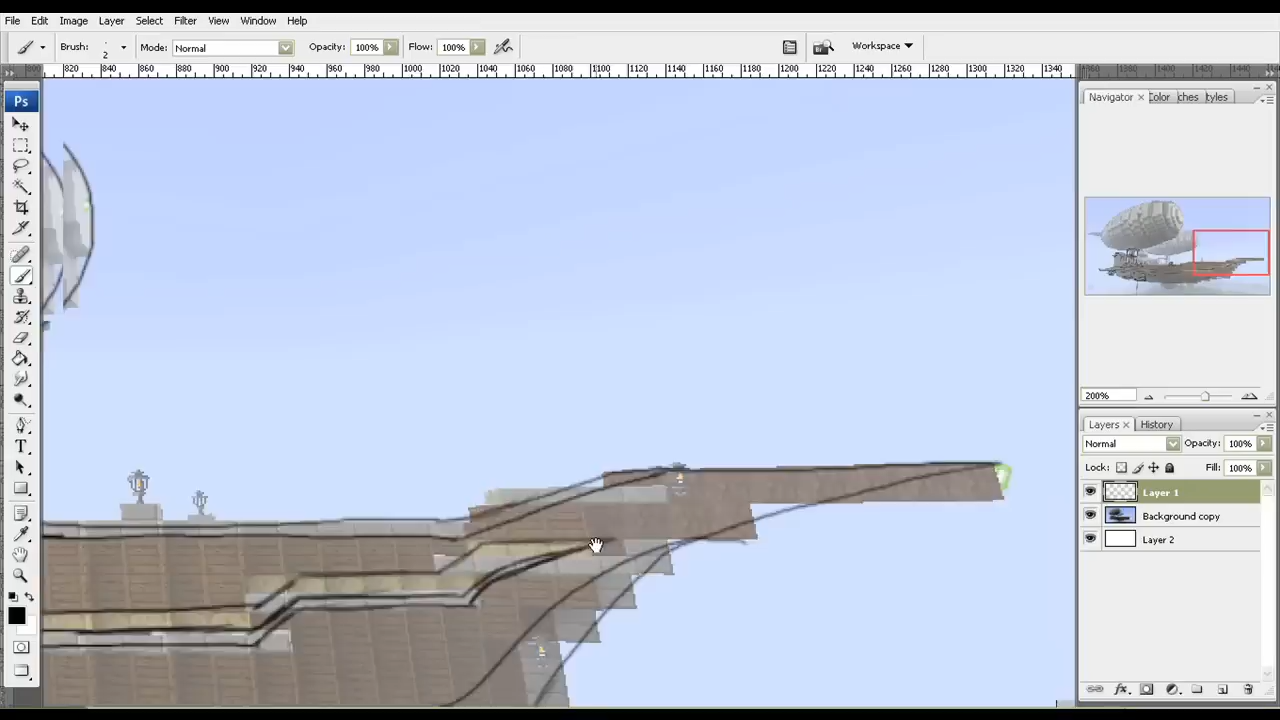 File Edit Image Layer Select Filter View Window Help
Brush: 2 Mode: Normal Opacity: 100% Flow: 100% Workspace
820 840 860 880 900 920 940 960 980 1000 1020 1040 1060 1080 1100 1120 1140 1160 1180 1200 1220 1240 1260 1280 1300 1320 1340
Ps
Navigator Color ches tyles
200%
Layers History
Normal Opacity: 100%
Lock: Fill: 100%
Layer 1
Background copy
Layer 2
T